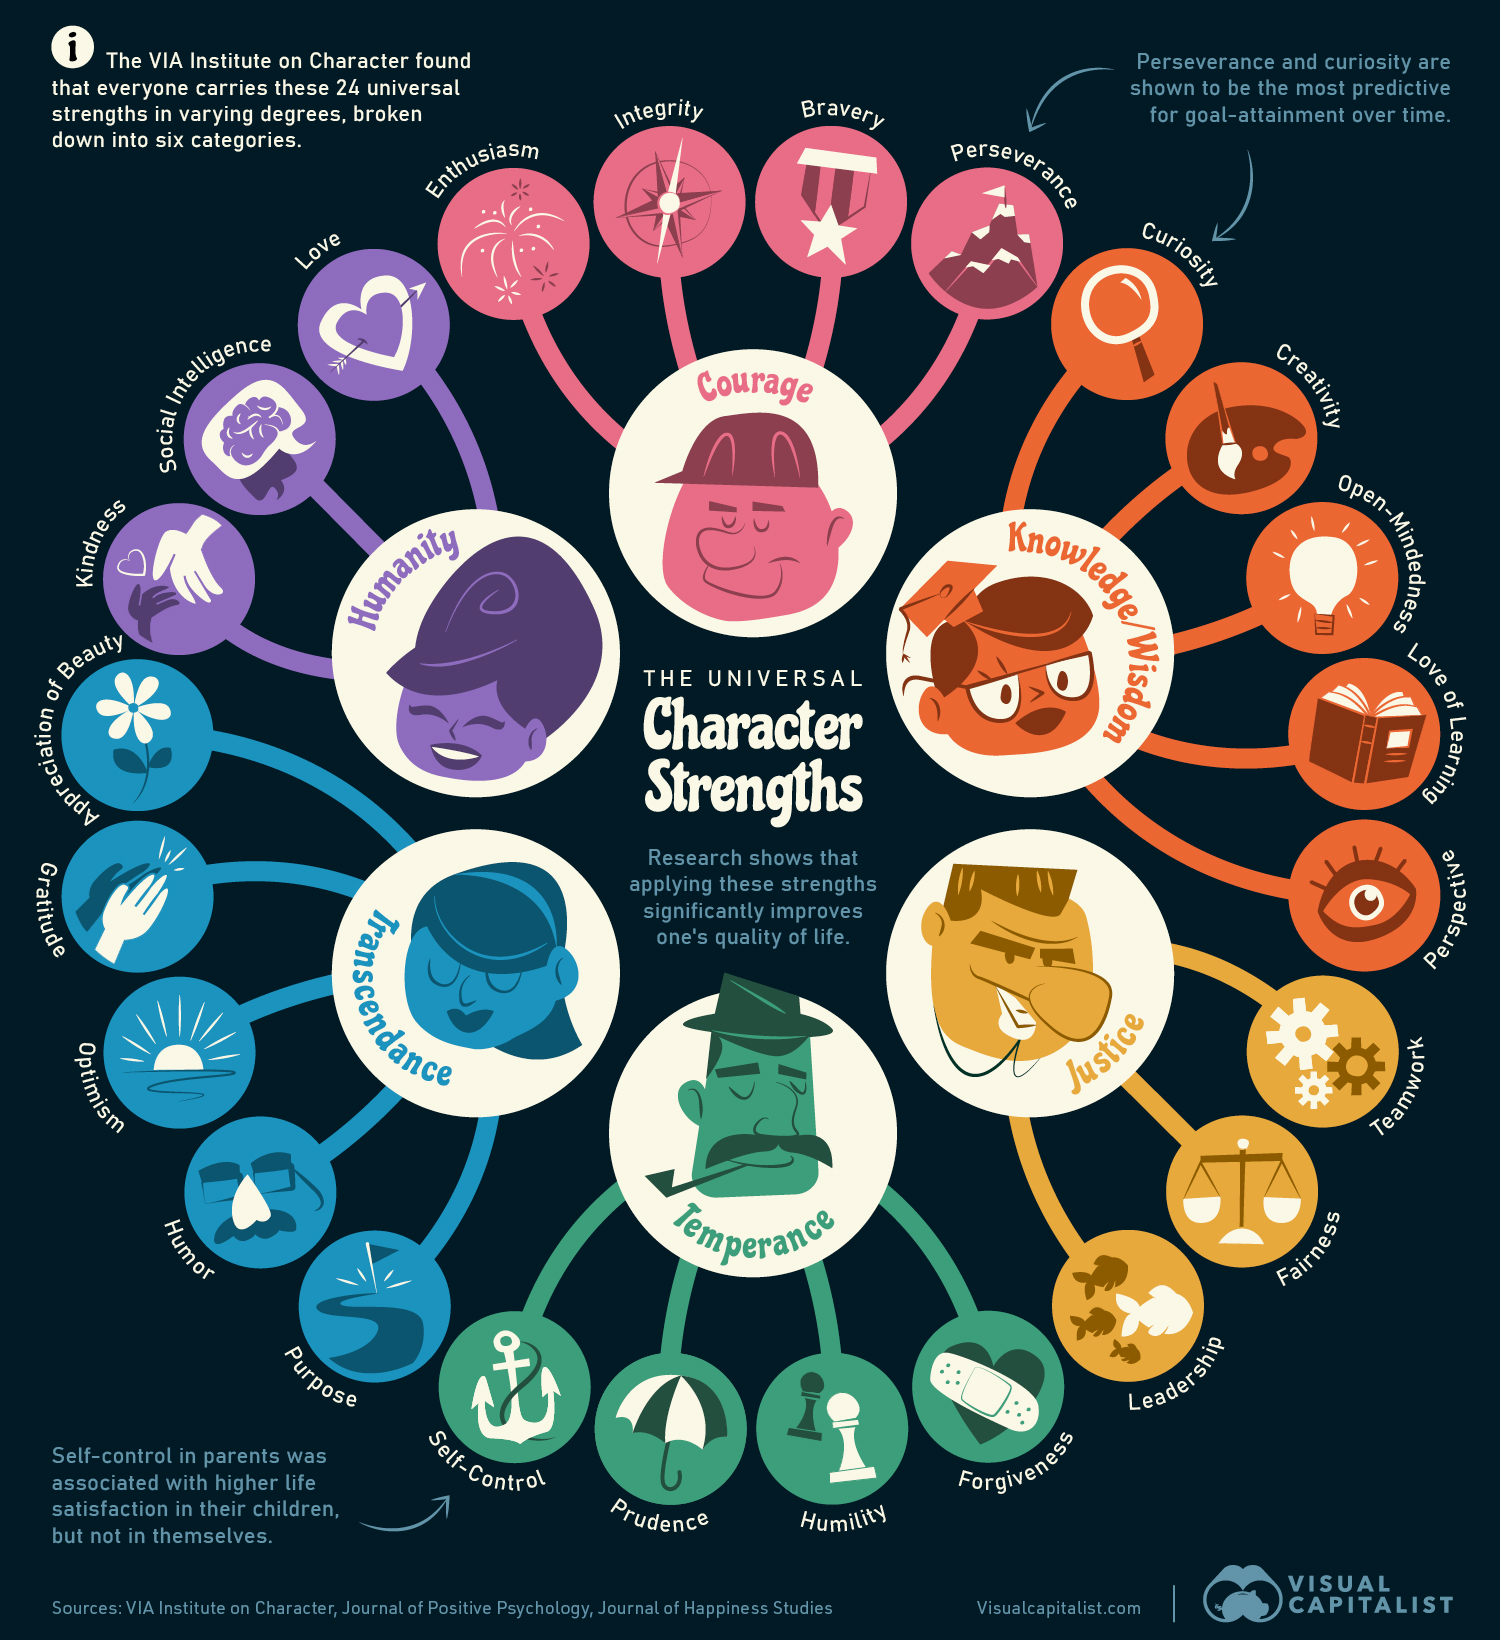 The VIA Institute on Character found
that everyone carries these 24 universal
strengths in varying degrees, broken
down into six categories.
Perseverance and curiosity are
shown to be the most predictive
for goal-attainment over time.
Enthusiasm
Integrity
Bravery
Perseverance
Courage
Curiosity
Creativity
Open-Mindedness
Love of Learning
Perspective
Knowledge/Wisdom
Love
Social Intelligence
Kindness
Humanity
THE UNIVERSAL
Character
Strengths
Research shows that
applying these strengths
significantly improves
one's quality of life.
Appreciation of Beauty
Gratitude
Optimism
Humor
Purpose
Transcendance
Teamwork
Fairness
Leadership
Justice
Temperance
Self-Control
Prudence
Humility
Forgiveness
Self-control in parents was
associated with higher life
satisfaction in their children,
but not in themselves.
Sources: VIA Institute on Character, Journal of Positive Psychology, Journal of Happiness Studies
Visualcapitalist.com
VISUAL
CAPITALIST